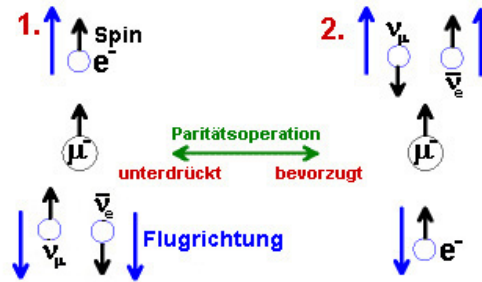 1.
Spin
e⁻
μ⁻
ν_μ
ν̅_e
Flugrichtung
Paritätsoperation
unterdrückt bevorzugt
2.
ν_μ
ν̅_e
μ⁻
e⁻